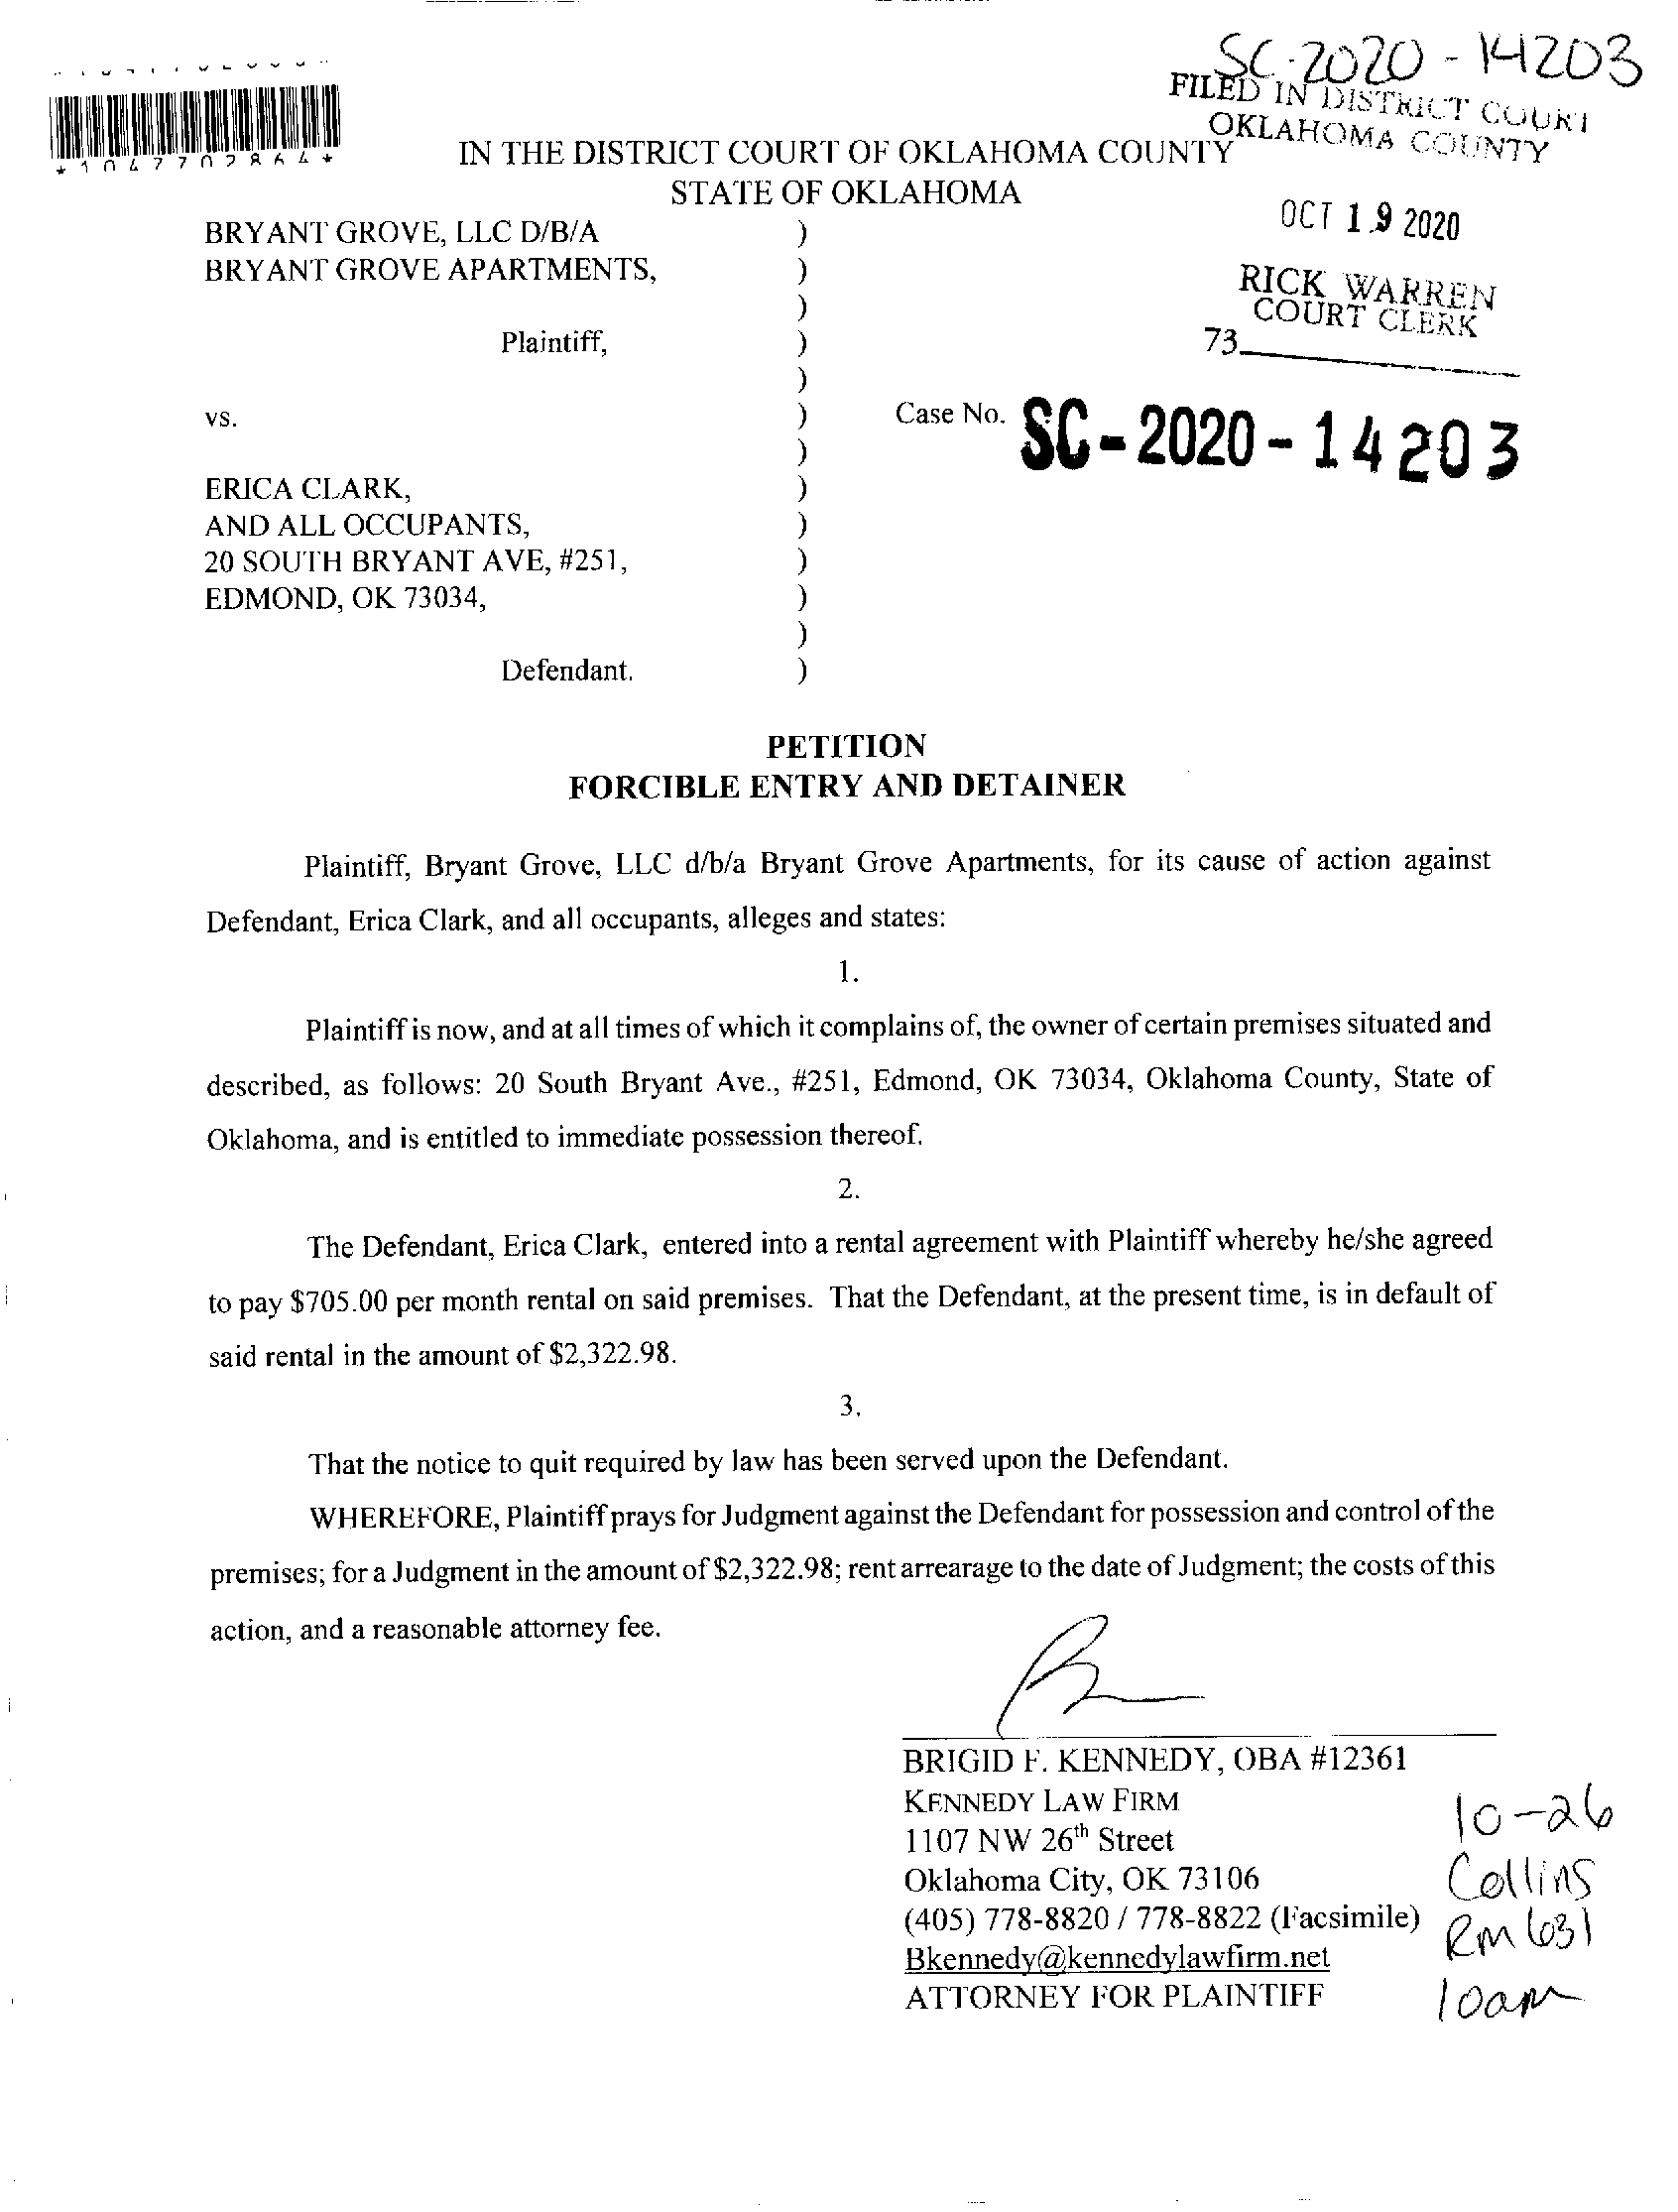 SC-2020-14203
FILED IN DISTRICT COURT
OKLAHOMA COUNTY
*1047702864*
IN THE DISTRICT COURT OF OKLAHOMA COUNTY
STATE OF OKLAHOMA
OCT 19 2020
BRYANT GROVE, LLC D/B/A )
BRYANT GROVE APARTMENTS, )
)
RICK WARREN
COURT CLERK
Plaintiff, )
73
)
vs. )
Case No. SC-2020-14203
)
ERICA CLARK, )
AND ALL OCCUPANTS, )
20 SOUTH BRYANT AVE, #251, )
EDMOND, OK 73034, )
)
Defendant. )
PETITION
FORCIBLE ENTRY AND DETAINER
Plaintiff, Bryant Grove, LLC d/b/a Bryant Grove Apartments, for its cause of action against
Defendant, Erica Clark, and all occupants, alleges and states:
1.
Plaintiff is now, and at all times of which it complains of, the owner of certain premises situated and
described, as follows: 20 South Bryant Ave., #251, Edmond, OK 73034, Oklahoma County, State of
Oklahoma, and is entitled to immediate possession thereof.
2.
The Defendant, Erica Clark, entered into a rental agreement with Plaintiff whereby he/she agreed
to pay $705.00 per month rental on said premises. That the Defendant, at the present time, is in default of
said rental in the amount of $2,322.98.
3.
That the notice to quit required by law has been served upon the Defendant.
WHEREFORE, Plaintiff prays for Judgment against the Defendant for possession and control of the
premises; for a Judgment in the amount of $2,322.98; rent arrearage to the date of Judgment; the costs of this
action, and a reasonable attorney fee.
BRIGID F. KENNEDY, OBA #12361
KENNEDY LAW FIRM
1107 NW 26th Street
Oklahoma City, OK 73106
(405) 778-8820 / 778-8822 (Facsimile)
Bkennedy@kennedylawfirm.net
ATTORNEY FOR PLAINTIFF
10-26
Collins
Rm 631
10am